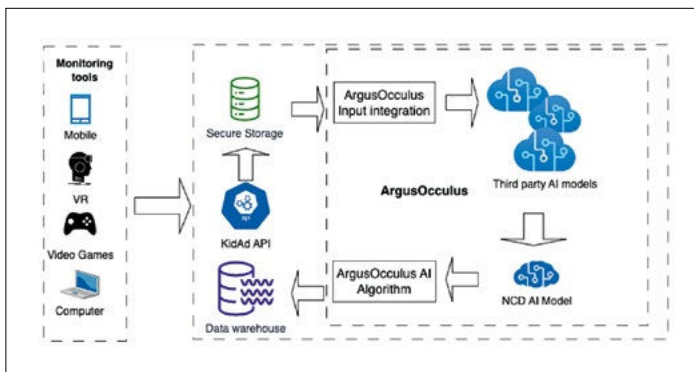 Monitoring
tools
Mobile
VR
Video Games
Computer
Secure Storage
KidAd API
Data warehouse
ArgusOcculus
Input integration
ArgusOcculus
Third party AI models
ArgusOcculus AI
Algorithm
NCD AI Model